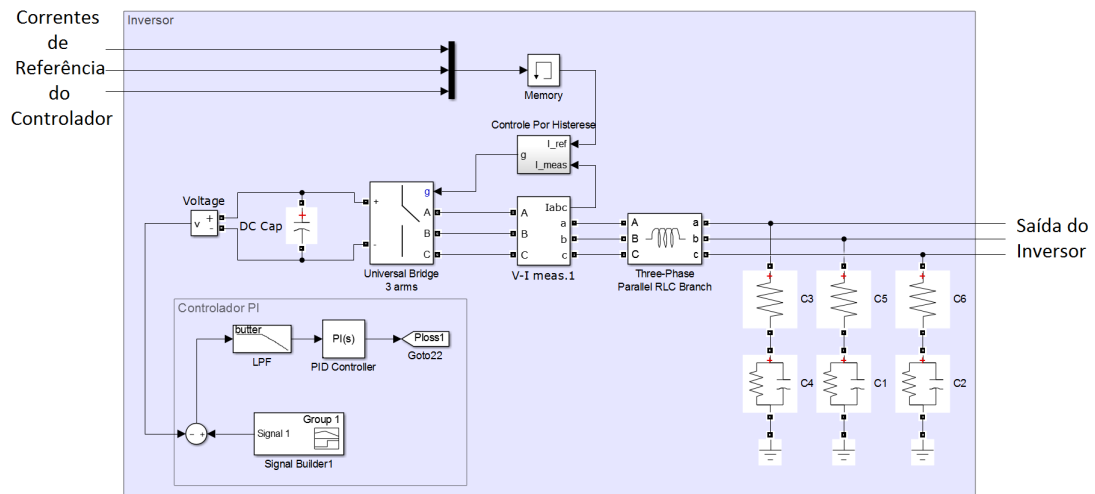 Correntes
de
Referência
do
Controlador
Inversor
Memory
Controle Por Histerese
I_ref
g
I_meas
Voltage
v
+
-
DC Cap
+
+
-
g
A
B
C
Universal Bridge
3 arms
Iabc
A
B
C
a
b
c
V-I meas.1
A
B
C
a
b
c
Three-Phase
Parallel RLC Branch
Saída do
Inversor
+
C3
+
C5
+
C6
+
C4
+
C1
+
C2
Controlador PI
butter
LPF
PI(s)
PID Controller
Ploss1
Goto22
- +
Group 1
Signal 1
Signal Builder1